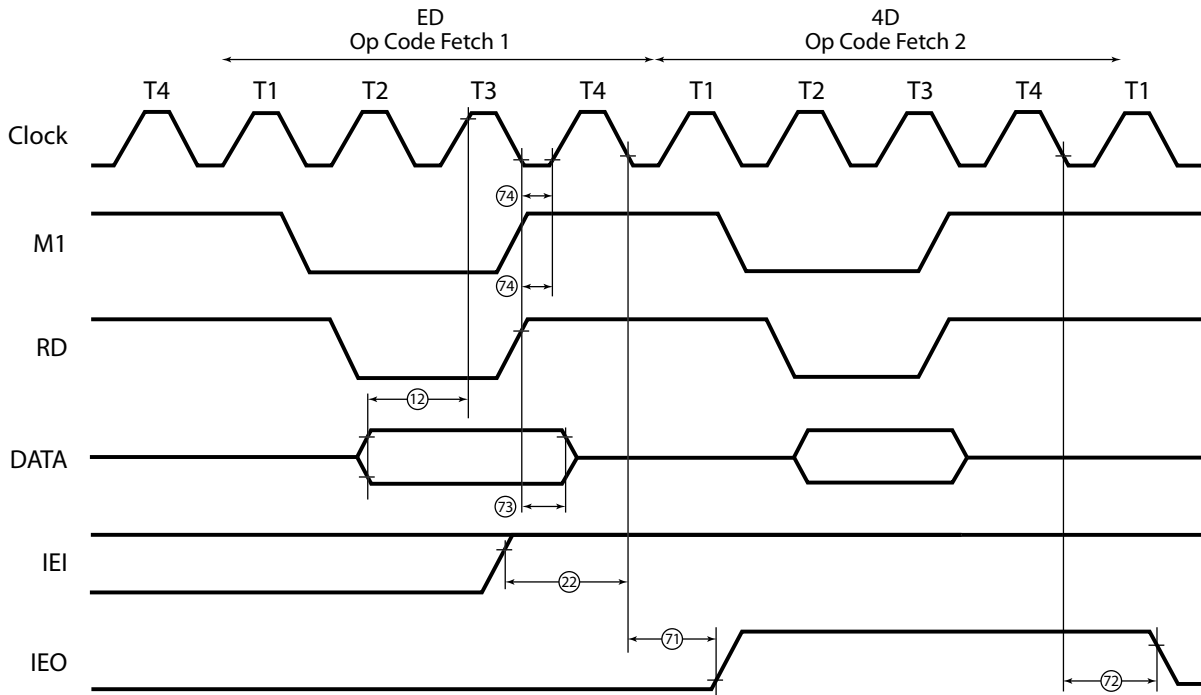 ED
Op Code Fetch 1
4D
Op Code Fetch 2
T4 T1 T2 T3 T4 T1 T2 T3 T4 T1
Clock
74
M1
74
RD
12
DATA
73
IEI
22
71
IEO
72